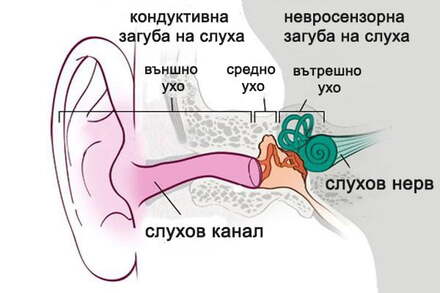 кондуктивна
загуба на слуха
невросензорна
загуба на слуха
външно
ухо
средно
ухо
вътрешно
ухо
слухов нерв
слухов канал